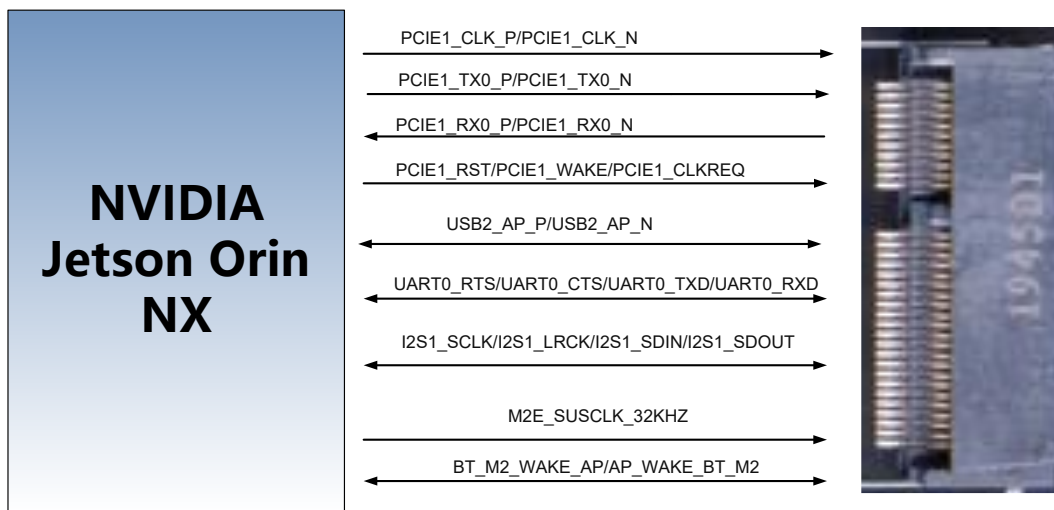 NVIDIA
Jetson Orin
NX
PCIE1_CLK_P/PCIE1_CLK_N
PCIE1_TX0_P/PCIE1_TX0_N
PCIE1_RX0_P/PCIE1_RX0_N
PCIE1_RST/PCIE1_WAKE/PCIE1_CLKREQ
USB2_AP_P/USB2_AP_N
UART0_RTS/UART0_CTS/UART0_TXD/UART0_RXD
I2S1_SCLK/I2S1_LRCK/I2S1_SDIN/I2S1_SDOUT
M2E_SUSCLK_32KHZ
BT_M2_WAKE_AP/AP_WAKE_BT_M2
194501